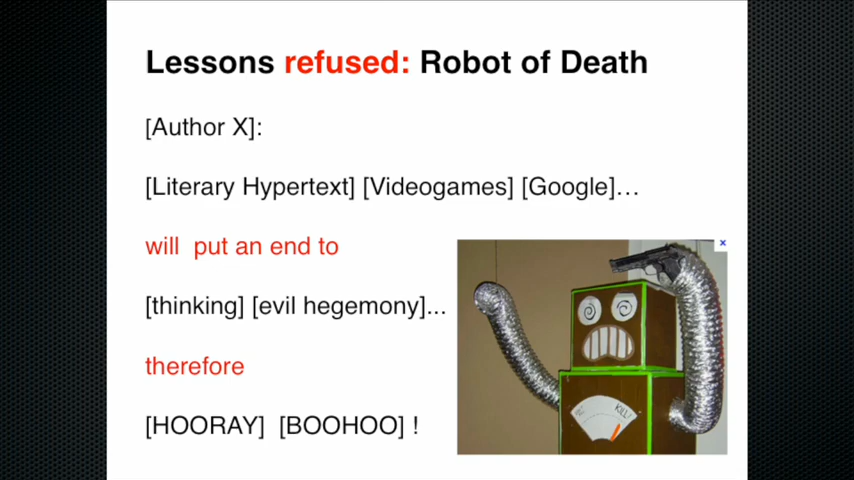 Lessons refused: Robot of Death
[Author X]:
[Literary Hypertext] [Videogames] [Google]…
will put an end to
[thinking] [evil hegemony]...
x
therefore
KILL!
[HOORAY] [BOOHOO] !